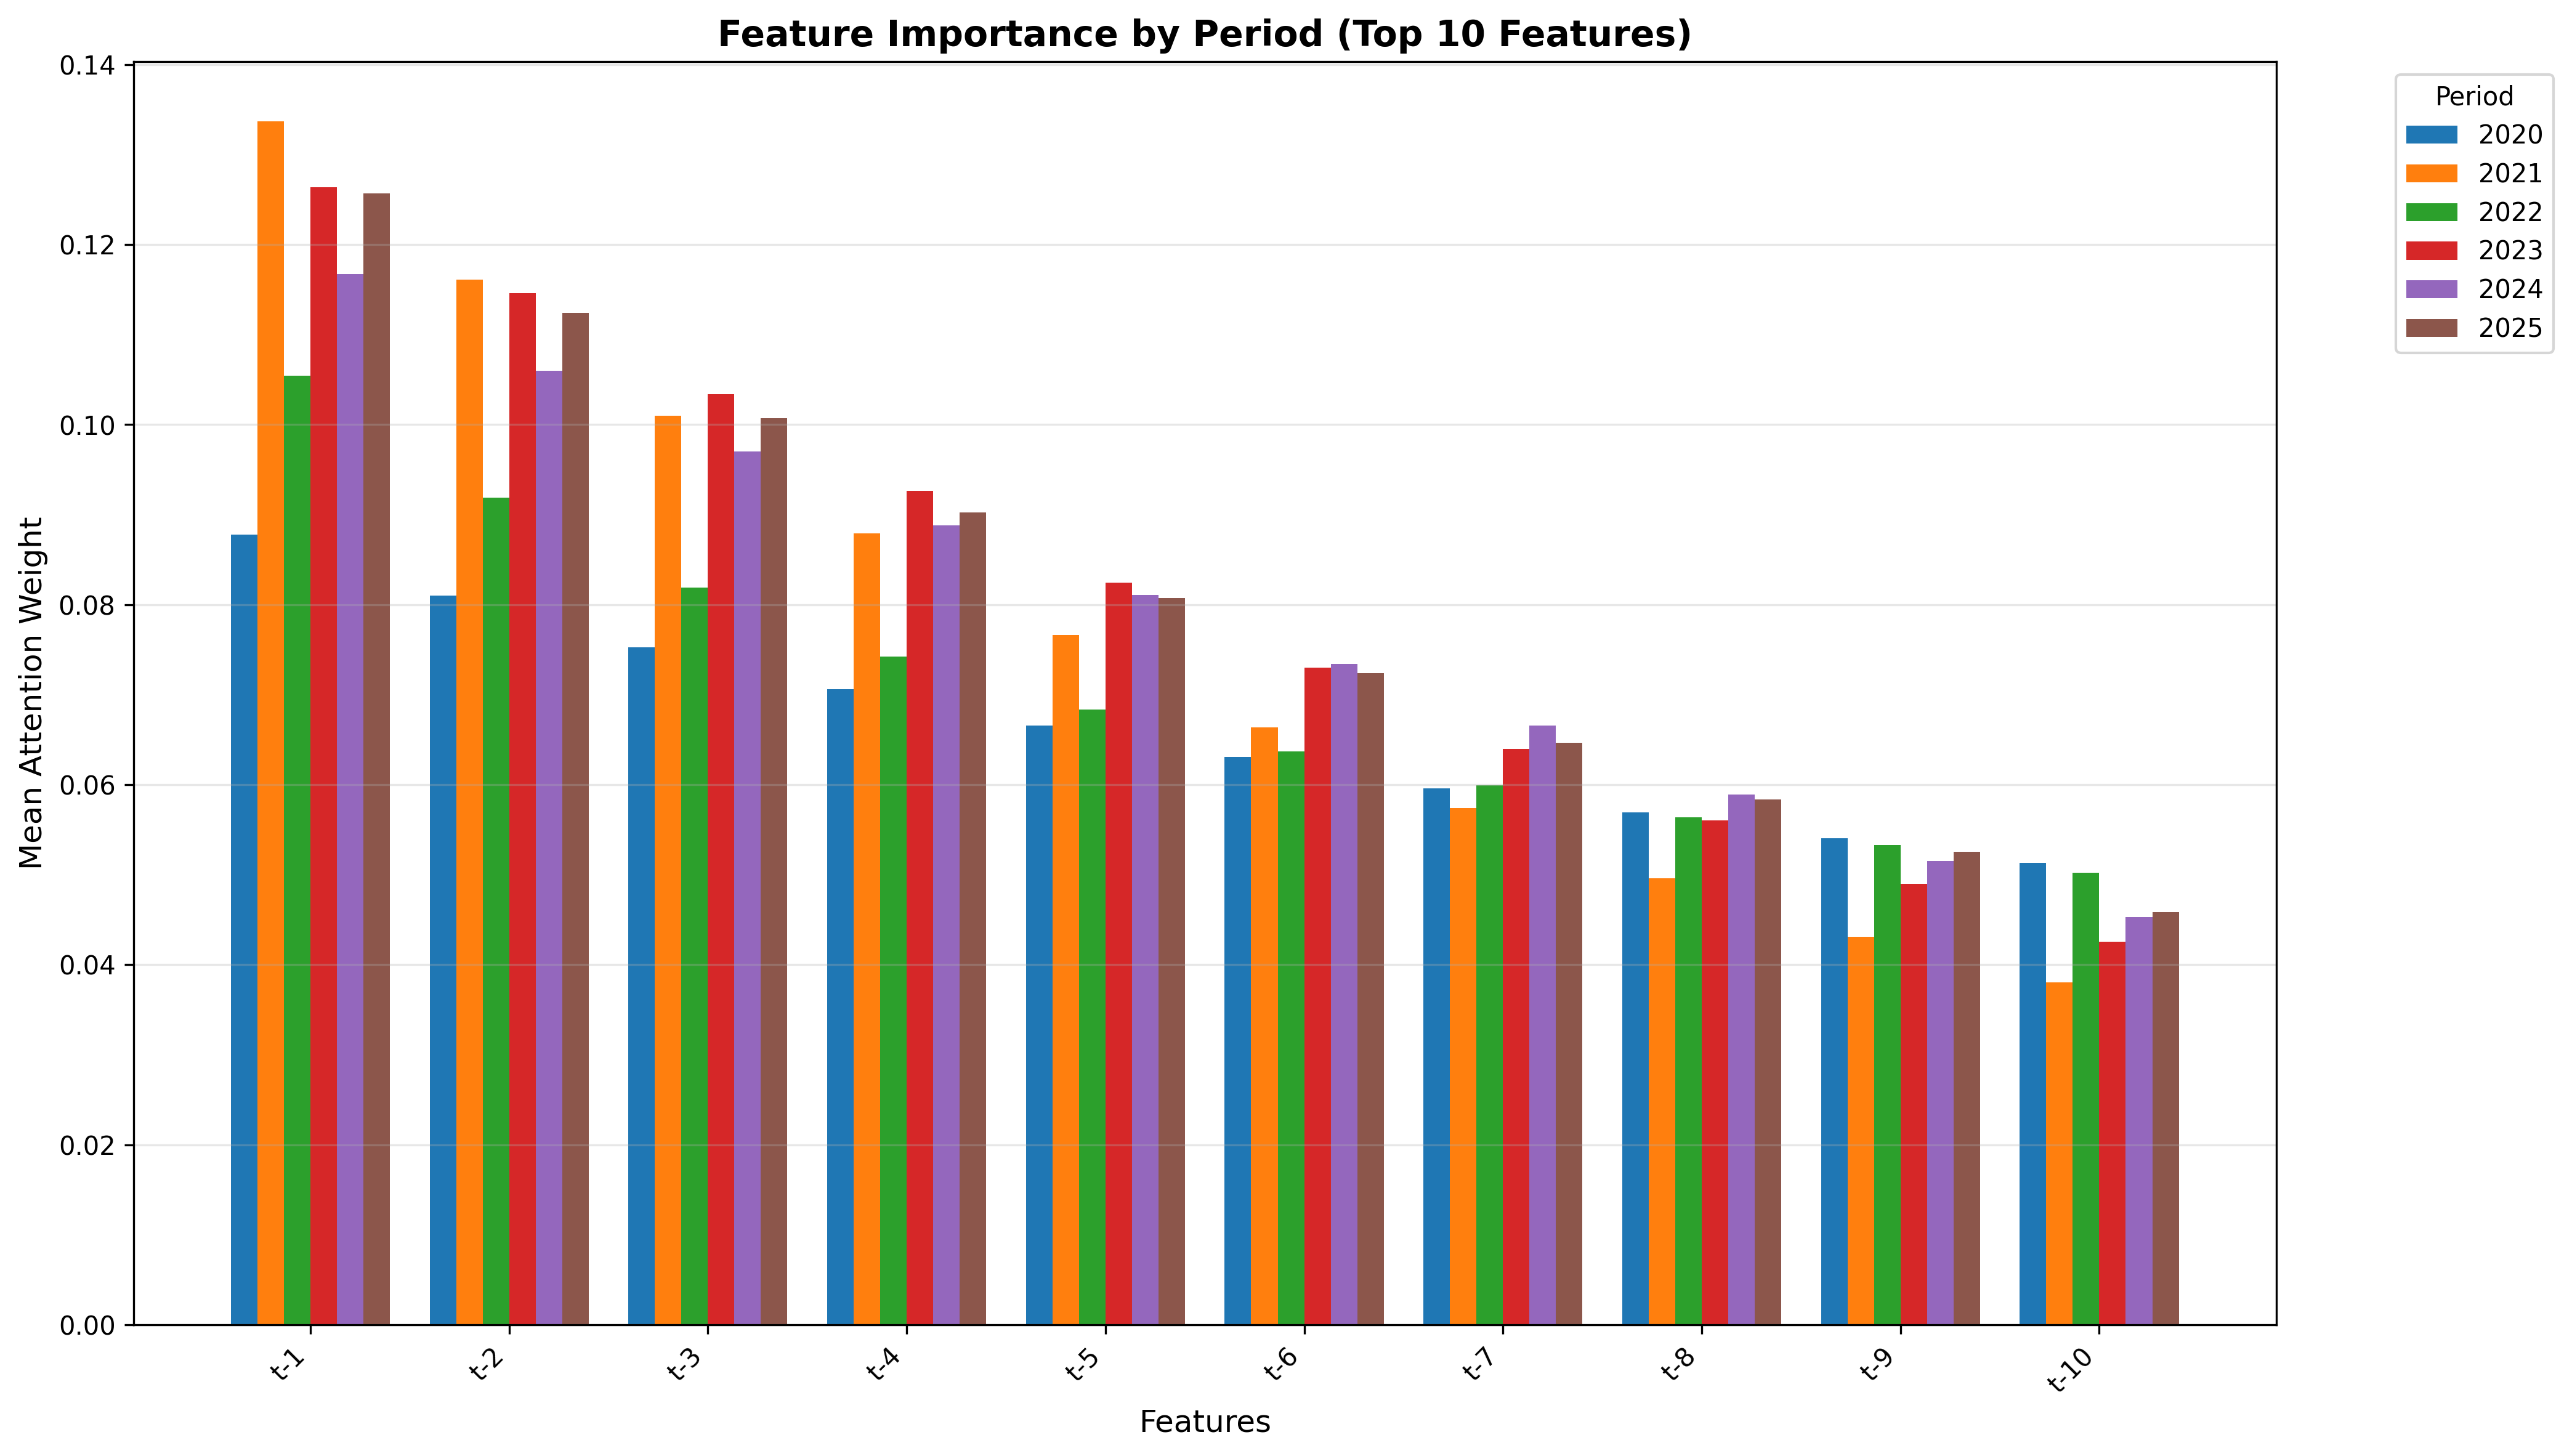 Feature Importance by Period (Top 10 Features)
Mean Attention Weight
0.14
0.12
0.10
0.08
0.06
0.04
0.02
0.00
t-1
t-2
t-3
t-4
t-5
t-6
t-7
t-8
t-9
t-10
Features
Period
2020
2021
2022
2023
2024
2025